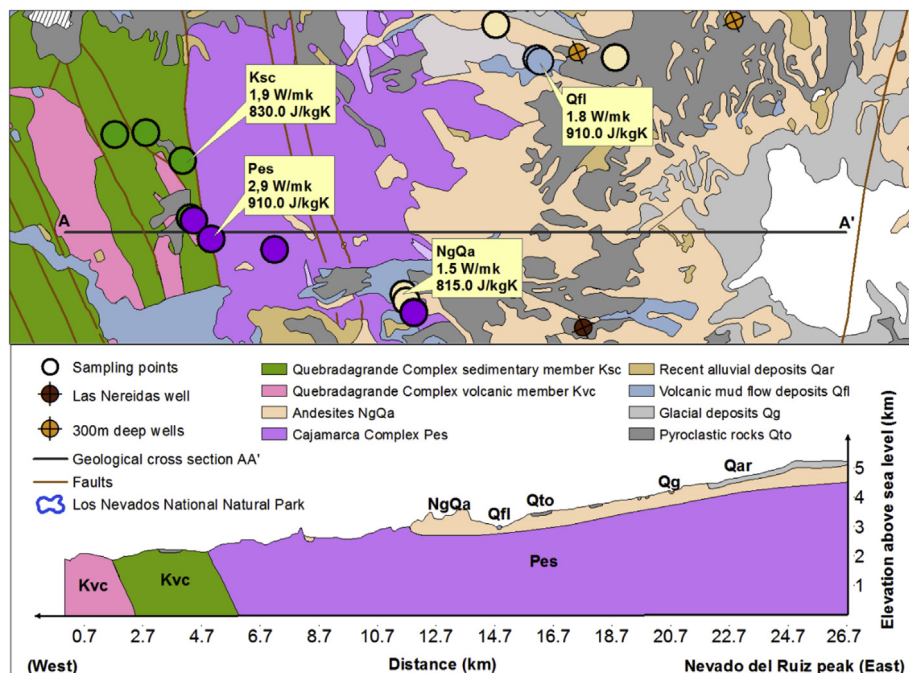 Ksc
1,9 W/mk
830.0 J/kgK
Qfl
1.8 W/mk
910.0 J/kgK
Pes
2,9 W/mk
910.0 J/kgK
A
A'
NgQa
1.5 W/mk
815.0 J/kgK
Sampling points
Las Nereidas well
300m deep wells
Geological cross section AA'
Faults
Los Nevados National Natural Park
Quebradagrande Complex sedimentary member Ksc
Quebradagrande Complex volcanic member Kvc
Andesites NgQa
Cajamarca Complex Pes
Recent alluvial deposits Qar
Volcanic mud flow deposits Qfl
Glacial deposits Qg
Pyroclastic rocks Qto
NgQa
Qfl
Qto
Qg
Qar
Kvc
Kvc
Pes
5
4
3
2
1
Elevation above sea level (km)
0.7 2.7 4.7 6.7 8.7 10.7 12.7 14.7 16.7 18.7 20.7 22.7 24.7 26.7
(West) Distance (km) Nevado del Ruiz peak (East)